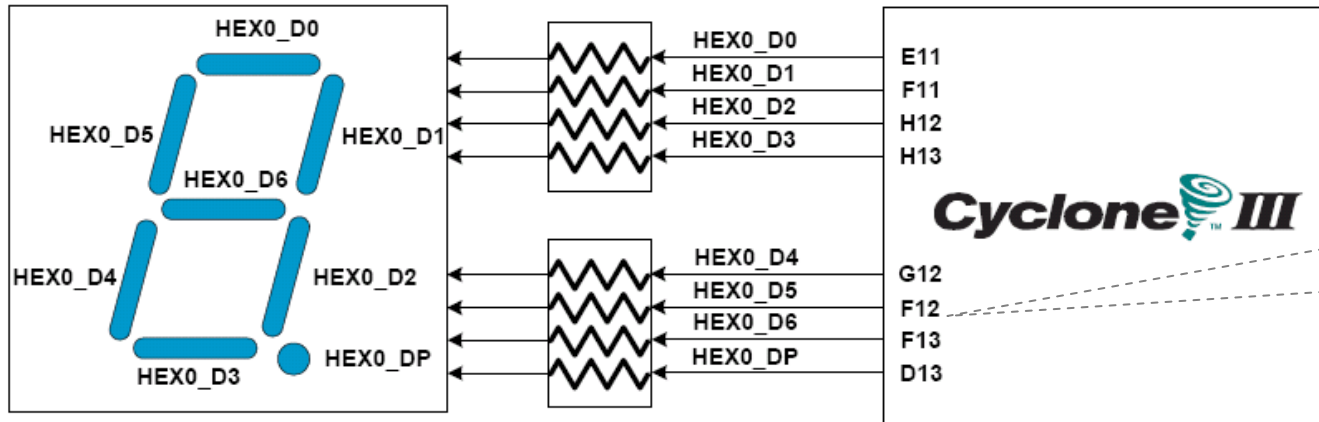 HEX0_D0
HEX0_D5
HEX0_D1
HEX0_D6
HEX0_D4
HEX0_D2
HEX0_D3
HEX0_DP
HEX0_D0
HEX0_D1
HEX0_D2
HEX0_D3
HEX0_D4
HEX0_D5
HEX0_D6
HEX0_DP
E11
F11
H12
H13
Cyclone™ III
G12
F12
F13
D13